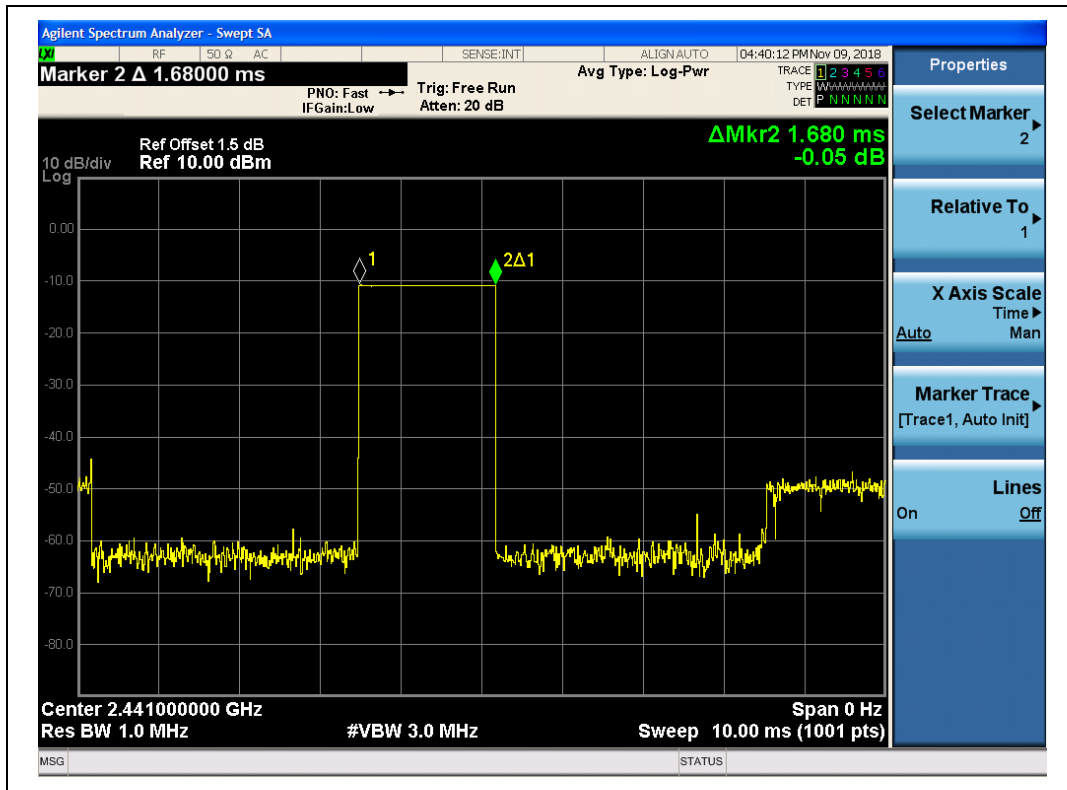 Agilent Spectrum Analyzer - Swept SA
LXI RF 50 Ω AC SENSE:INT ALIGNAUTO 04:40:12 PM Nov 09, 2018
Marker 2 Δ 1.68000 ms
PNO: Fast
IFGain:Low
Trig: Free Run
Atten: 20 dB
Avg Type: Log-Pwr
TRACE 1 2 3 4 5 6
TYPE WWWWWW
DET P N N N N N
ΔMkr2 1.680 ms
-0.05 dB
Ref Offset 1.5 dB
10 dB/div Ref 10.00 dBm
Log
0.00
-10.0
-20.0
-30.0
-40.0
-50.0
-60.0
-70.0
-80.0
1
2Δ1
Center 2.441000000 GHz Span 0 Hz
Res BW 1.0 MHz #VBW 3.0 MHz Sweep 10.00 ms (1001 pts)
MSG STATUS
Properties
Select Marker
2
Relative To
1
X Axis Scale
Time
Auto Man
Marker Trace
[Trace1, Auto Init]
Lines
On Off